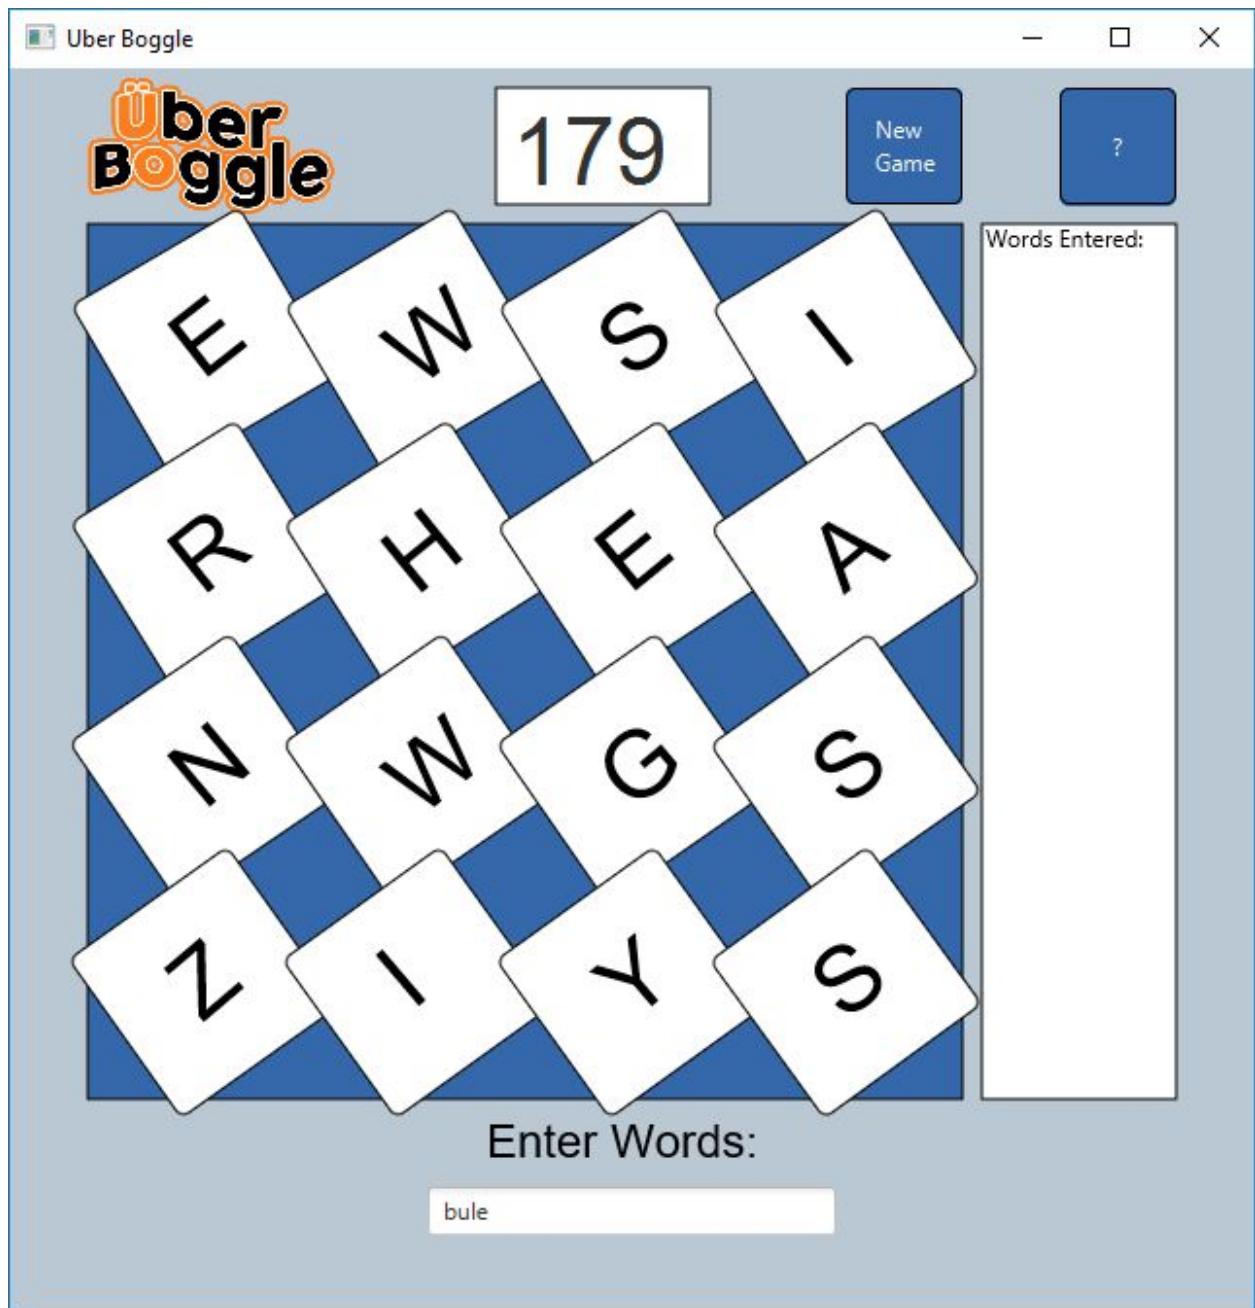 Uber Boggle
Über
Boggle
179
New
Game
?
Words Entered:
E W S I
R H E A
N W G S
Z I Y S
Enter Words:
bule